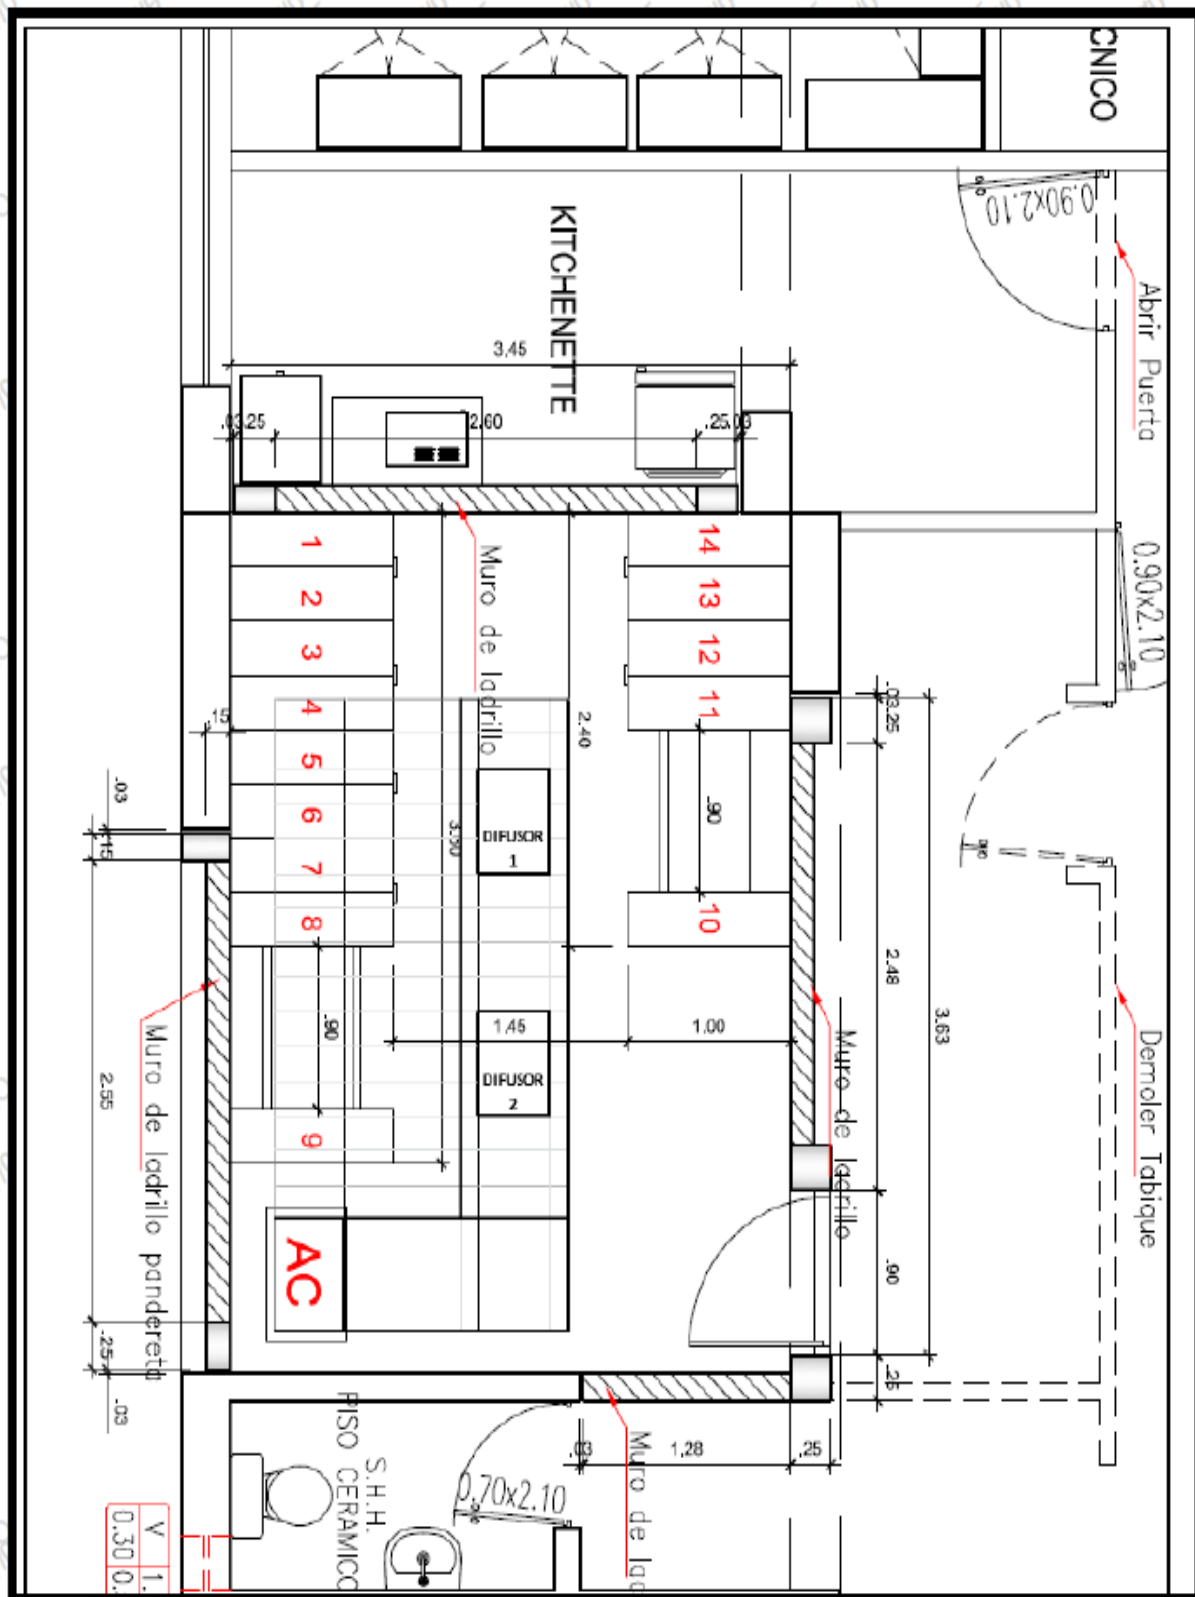 CNICO
0.90x2.10
Abrir Puerta
KITCHENETTE
3,45
.03
.25
2.60
.25
.03
0.90x2.10
Muro de ladrillo
1
2
3
4
5
6
7
8
9
14
13
12
11
10
.15
.03
.15
2.40
DIFUSOR
1
.90
.03
.25
2.48
3.63
1,45
1,00
DIFUSOR
2
.90
Muro de ladrillo
Demoler Tabique
Muro de ladrillo pandereta
2.55
.25
.03
AC
.90
.25
.03
1,28
.25
Muro de lad
0.70x2.10
S.H.H.
PISO CERAMICO
V 1.
0.30 0.